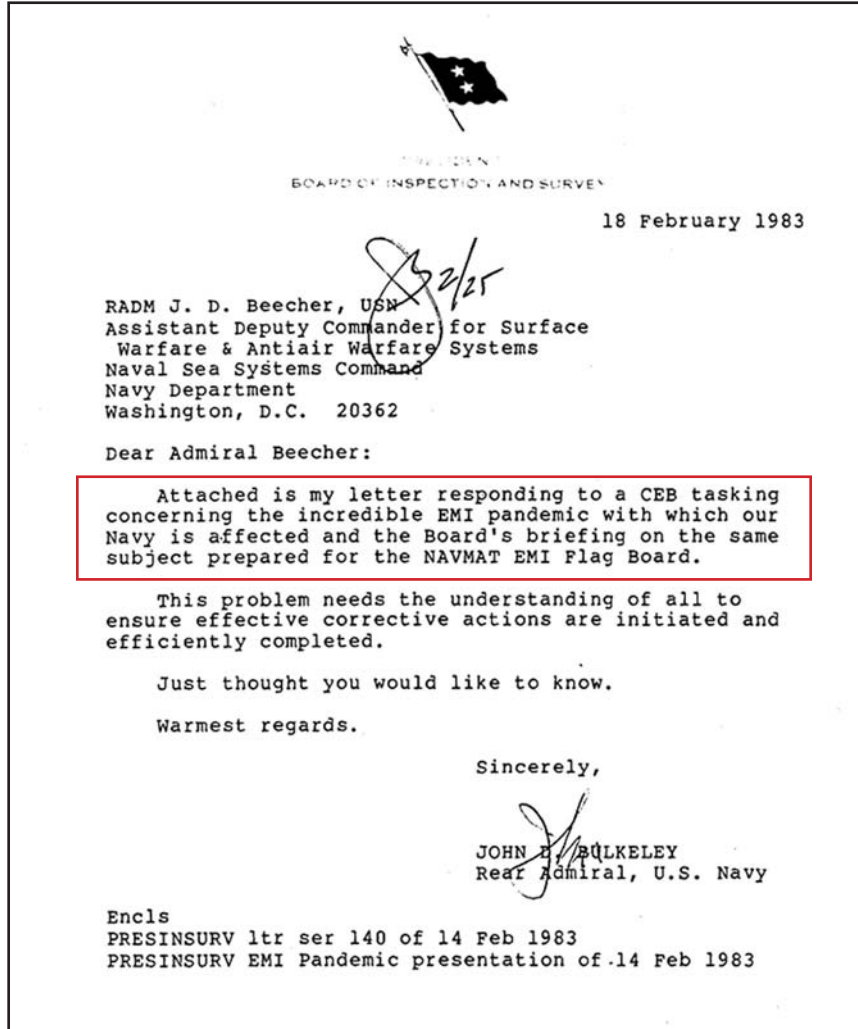 PRESIDENT
BOARD OF INSPECTION AND SURVEY
18 February 1983
2/25
RADM J. D. Beecher, USN
Assistant Deputy Commander for Surface
Warfare & Antiair Warfare Systems
Naval Sea Systems Command
Navy Department
Washington, D.C. 20362
Dear Admiral Beecher:
Attached is my letter responding to a CEB tasking
concerning the incredible EMI pandemic with which our
Navy is affected and the Board's briefing on the same
subject prepared for the NAVMAT EMI Flag Board.
This problem needs the understanding of all to
ensure effective corrective actions are initiated and
efficiently completed.
Just thought you would like to know.
Warmest regards.
Sincerely,
JOHN D. BULKELEY
Rear Admiral, U.S. Navy
Encls
PRESINSURV ltr ser 140 of 14 Feb 1983
PRESINSURV EMI Pandemic presentation of 14 Feb 1983